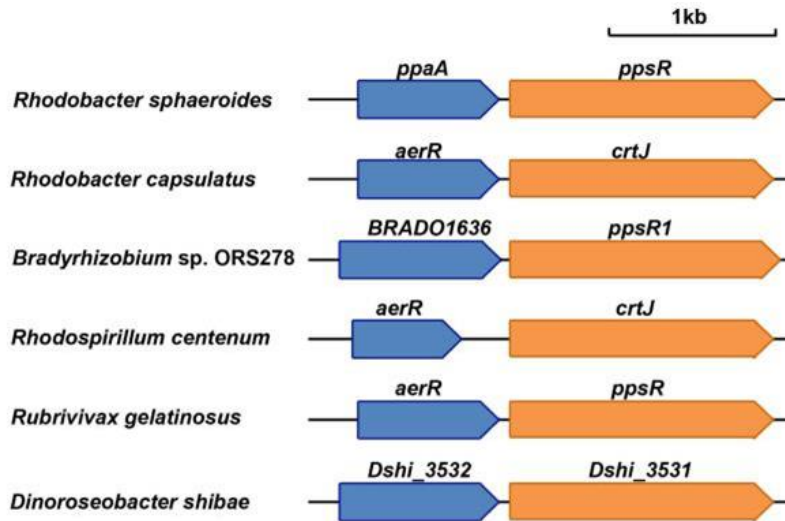 1kb
ppaA ppsR
Rhodobacter sphaeroides
aerR crtJ
Rhodobacter capsulatus
BRADO1636 ppsR1
Bradyrhizobium sp. ORS278
aerR crtJ
Rhodospirillum centenum
aerR ppsR
Rubrivivax gelatinosus
Dshi_3532 Dshi_3531
Dinoroseobacter shibae